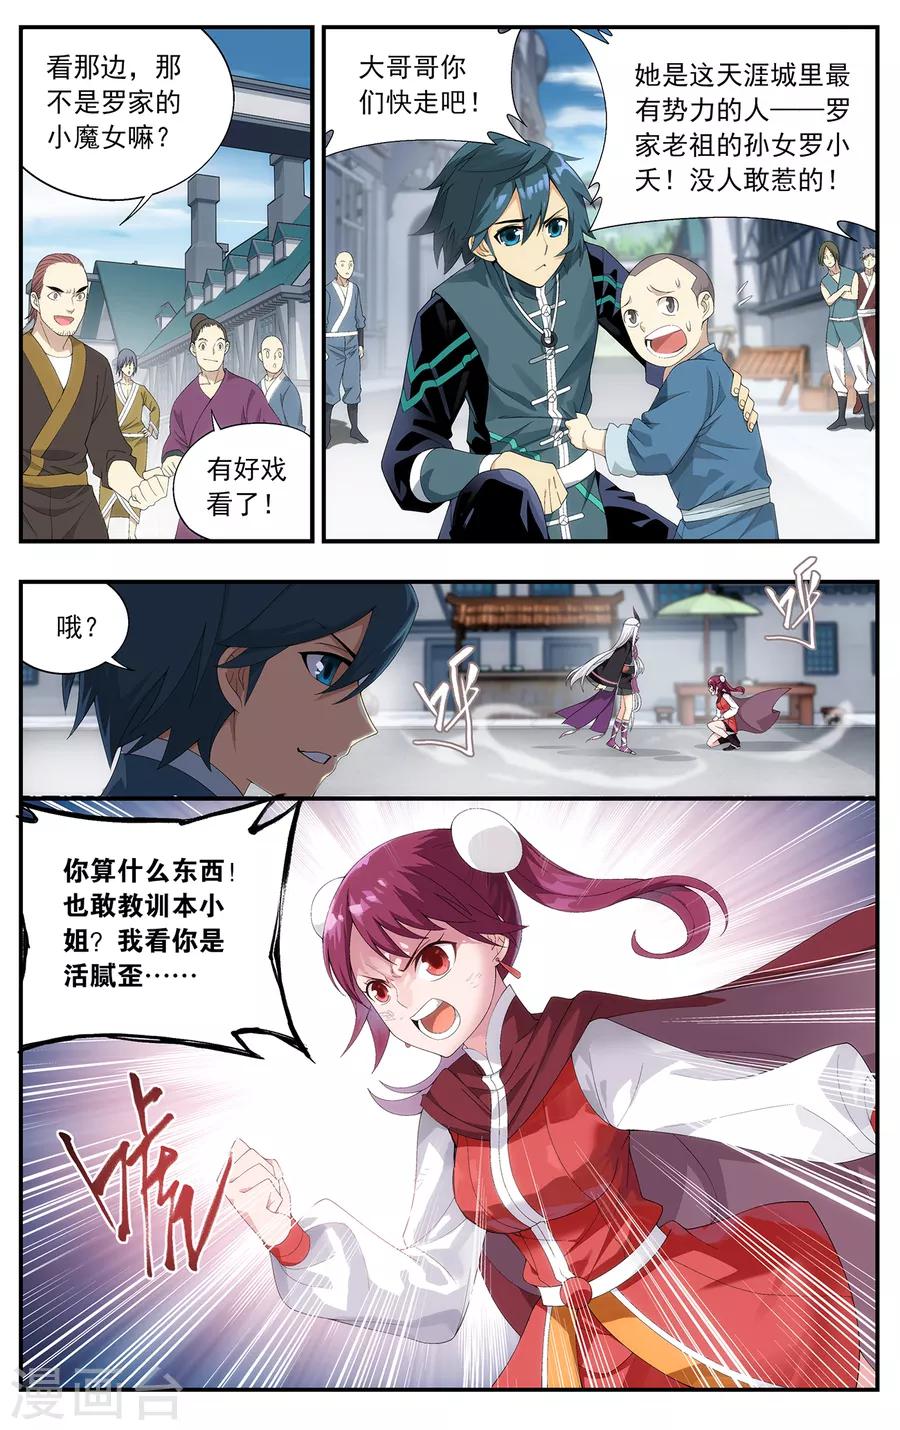 看那边，那
不是罗家的
小魔女嘛？
有好戏
看了！
大哥哥你
们快走吧！
她是这天涯城里最
有势力的人——罗
家老祖的孙女罗小
夭！没人敢惹的！
哦？
呼
呼
你算什么东西！
也敢教训本小
姐？我看你是
活腻歪……
漫画台